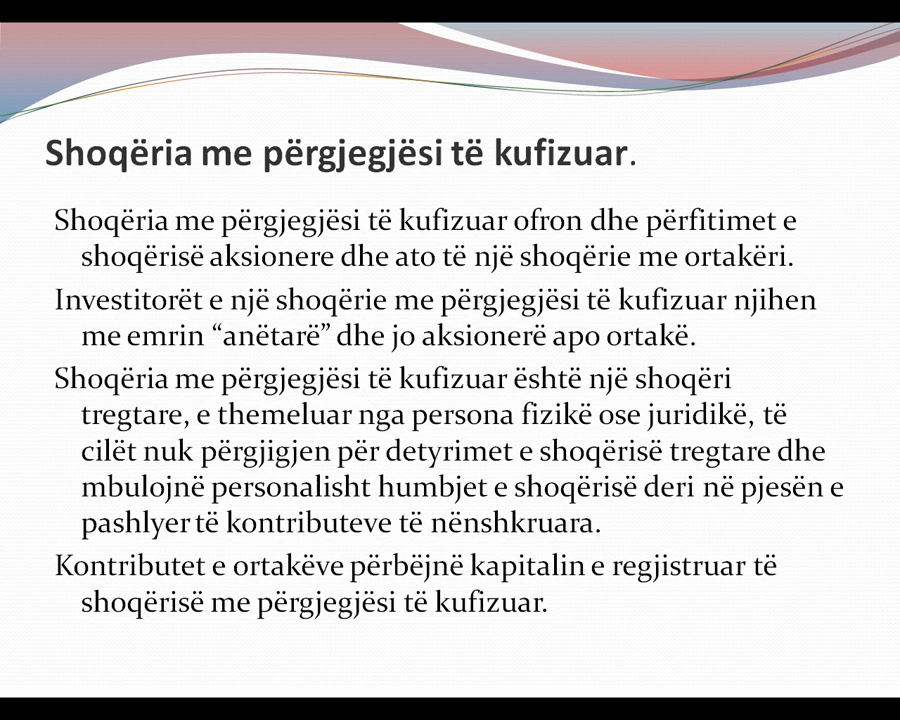 Shoqëria me përgjegjësi të kufizuar.
Shoqëria me përgjegjësi të kufizuar ofron dhe përfitimet e
shoqërisë aksionere dhe ato të një shoqërie me ortakëri.
Investitorët e një shoqërie me përgjegjësi të kufizuar njihen
me emrin “anëtarë” dhe jo aksionerë apo ortakë.
Shoqëria me përgjegjësi të kufizuar është një shoqëri
tregtare, e themeluar nga persona fizikë ose juridikë, të
cilët nuk përgjigjen për detyrimet e shoqërisë tregtare dhe
mbulojnë personalisht humbjet e shoqërisë deri në pjesën e
pashlyer të kontributeve të nënshkruara.
Kontributet e ortakëve përbëjnë kapitalin e regjistruar të
shoqërisë me përgjegjësi të kufizuar.